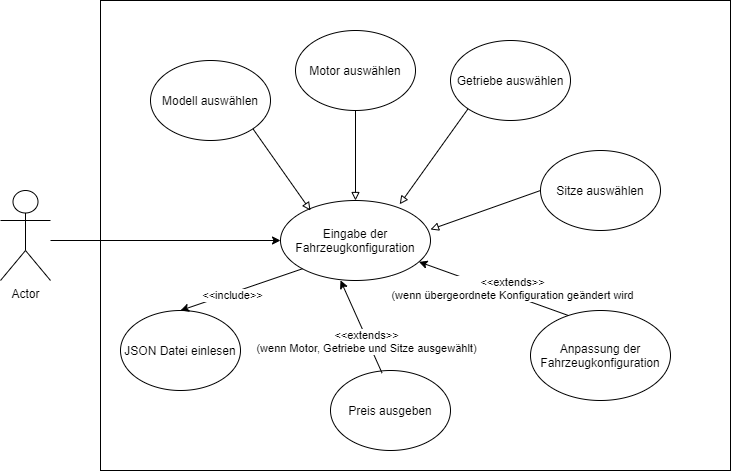 Motor auswählen
Getriebe auswählen
Modell auswählen
Sitze auswählen
Eingabe der
Fahrzeugkonfiguration
Actor
<<include>>
<<extends>>
(wenn übergeordnete Konfiguration geändert wird
<<extends>>
(wenn Motor, Getriebe und Sitze ausgewählt)
JSON Datei einlesen
Anpassung der
Fahrzeugkonfiguration
Preis ausgeben